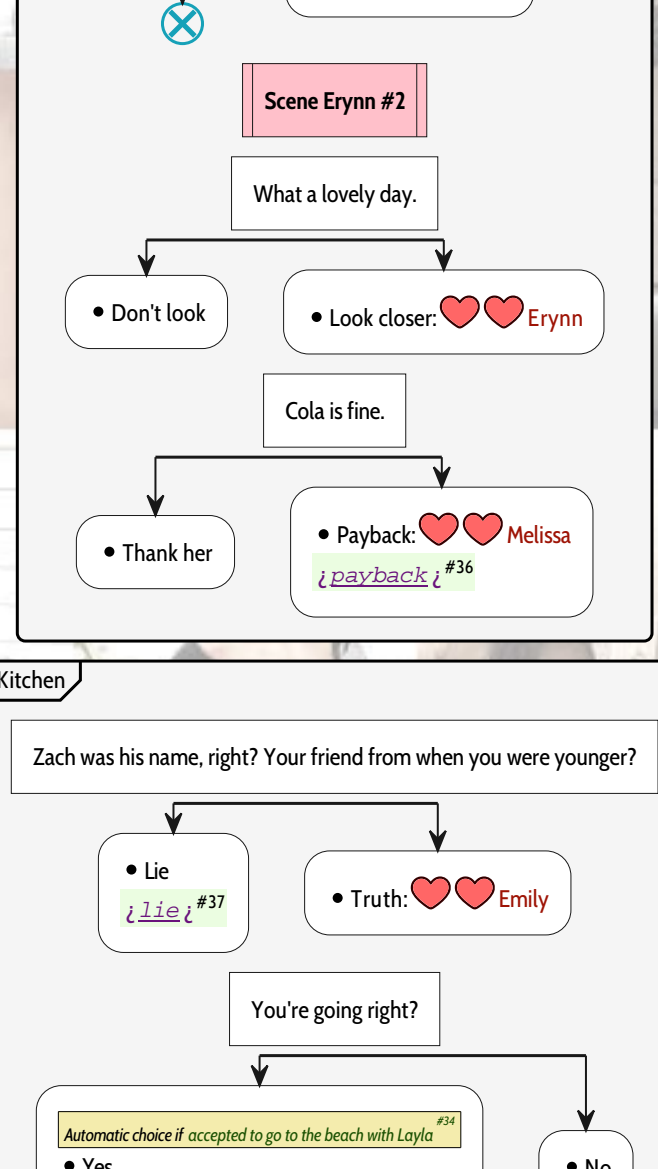 Scene Erynn #2
What a lovely day.
• Don't look
• Look closer: Erynn
Cola is fine.
• Thank her
• Payback: Melissa
¿payback¿#36
Kitchen
Zach was his name, right? Your friend from when you were younger?
• Lie
¿lie¿#37
• Truth: Emily
You're going right?
Automatic choice if accepted to go to the beach with Layla #34
• Yes
• No